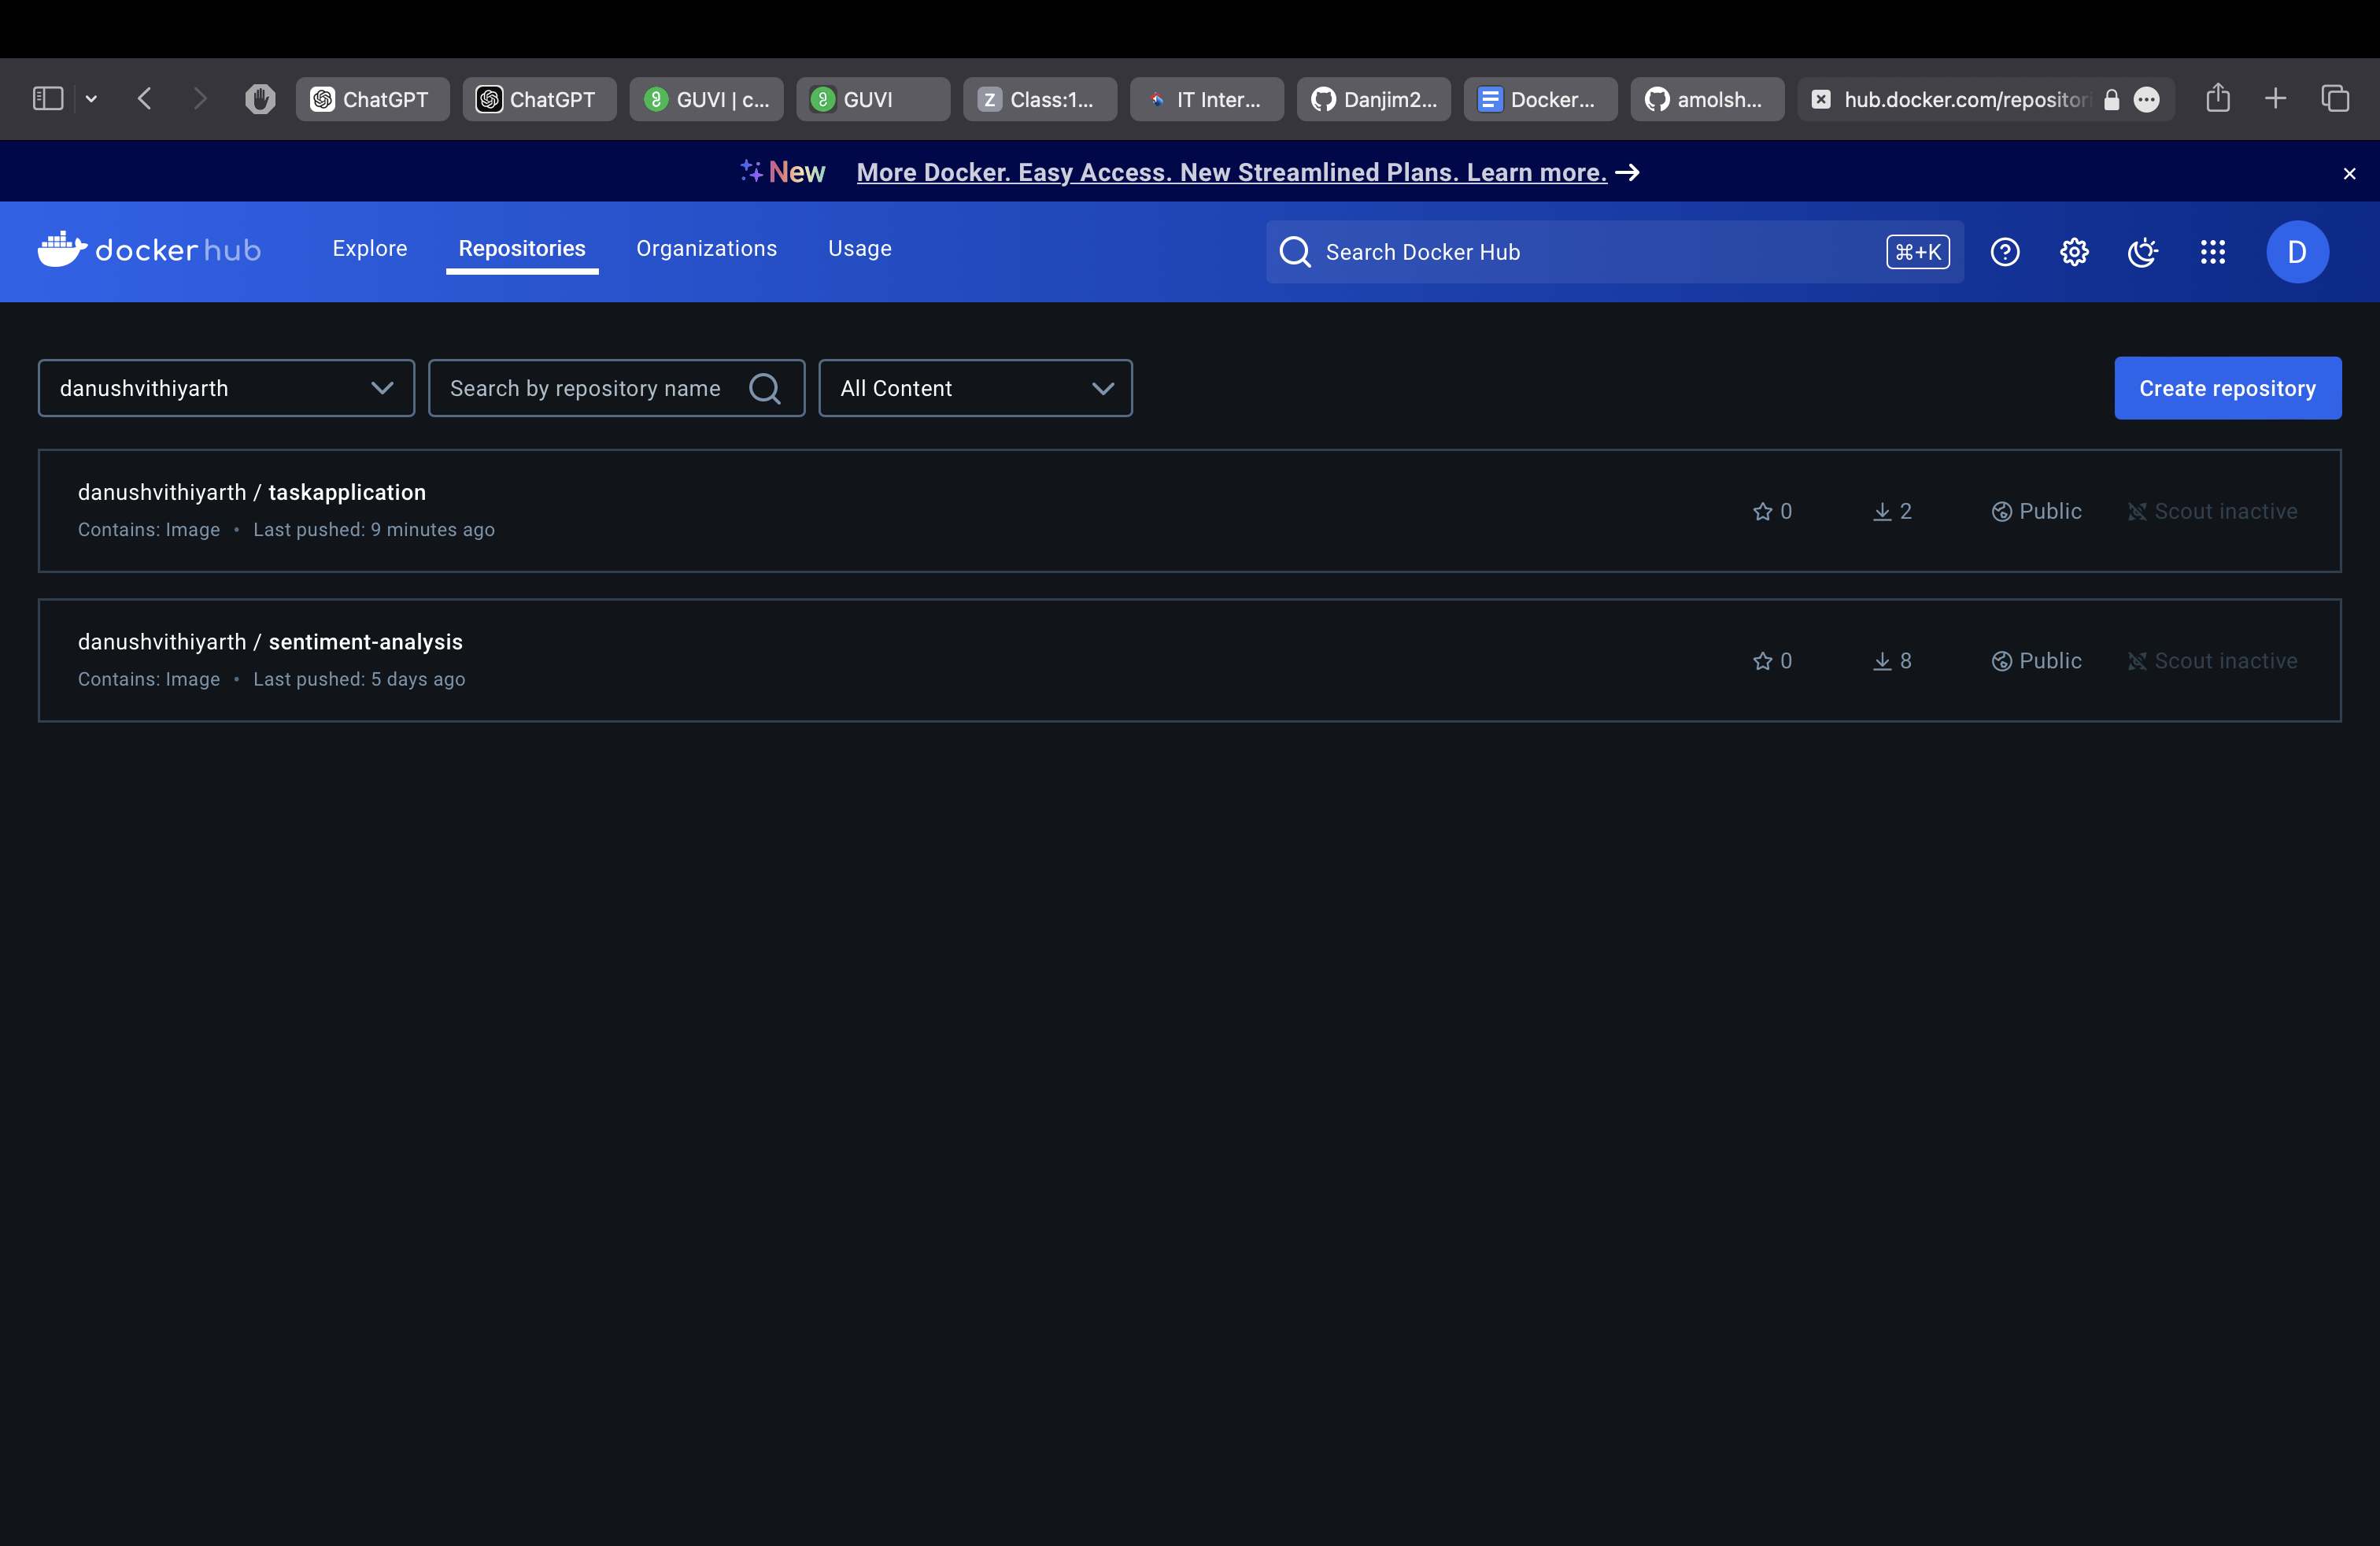 ChatGPT ChatGPT GUVI | c... GUVI Z Class:1... IT Inter... Danjim2... Docker... amolsh... hub.docker.com/repositori
New More Docker. Easy Access. New Streamlined Plans. Learn more. →
docker hub Explore Repositories Organizations Usage Search Docker Hub ⌘+K D
danushvithiyarth Search by repository name All Content Create repository
danushvithiyarth / taskapplication
Contains: Image • Last pushed: 9 minutes ago
0 2 Public Scout inactive
danushvithiyarth / sentiment-analysis
Contains: Image • Last pushed: 5 days ago
0 8 Public Scout inactive